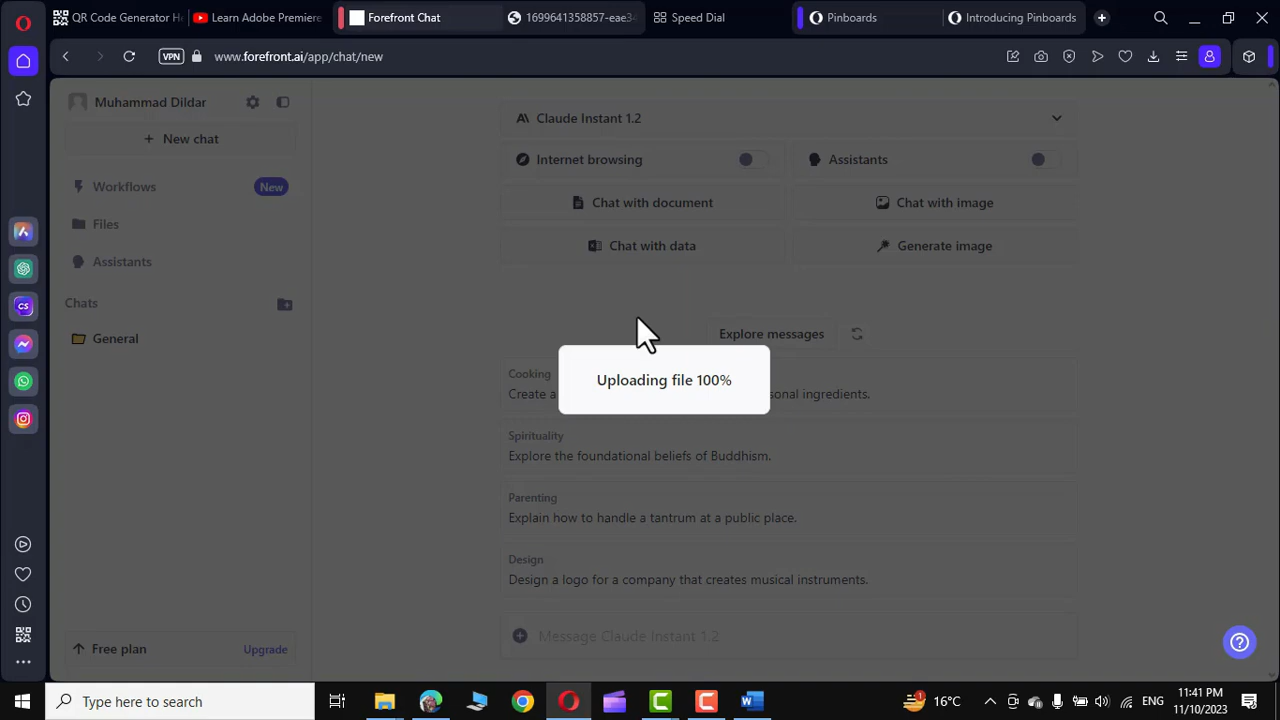 QR Code Generator H
Learn Adobe Premiere
Forefront Chat
1699641358857-eae34
Speed Dial
Pinboards
Introducing Pinboards
VPN
www.forefront.ai/app/chat/new
Muhammad Dildar
New chat
Workflows
New
Files
Assistants
Chats
General
Free plan
Upgrade
Claude Instant 1.2
Internet browsing
Assistants
Chat with document
Chat with image
Chat with data
Generate image
Explore messages
Cooking
Create a
sonal ingredients.
Uploading file 100%
Spirituality
Explore the foundational beliefs of Buddhism.
Parenting
Explain how to handle a tantrum at a public place.
Design
Design a logo for a company that creates musical instruments.
Message Claude Instant 1.2
Type here to search
1
16°C
ENG
11:41 PM
11/10/2023